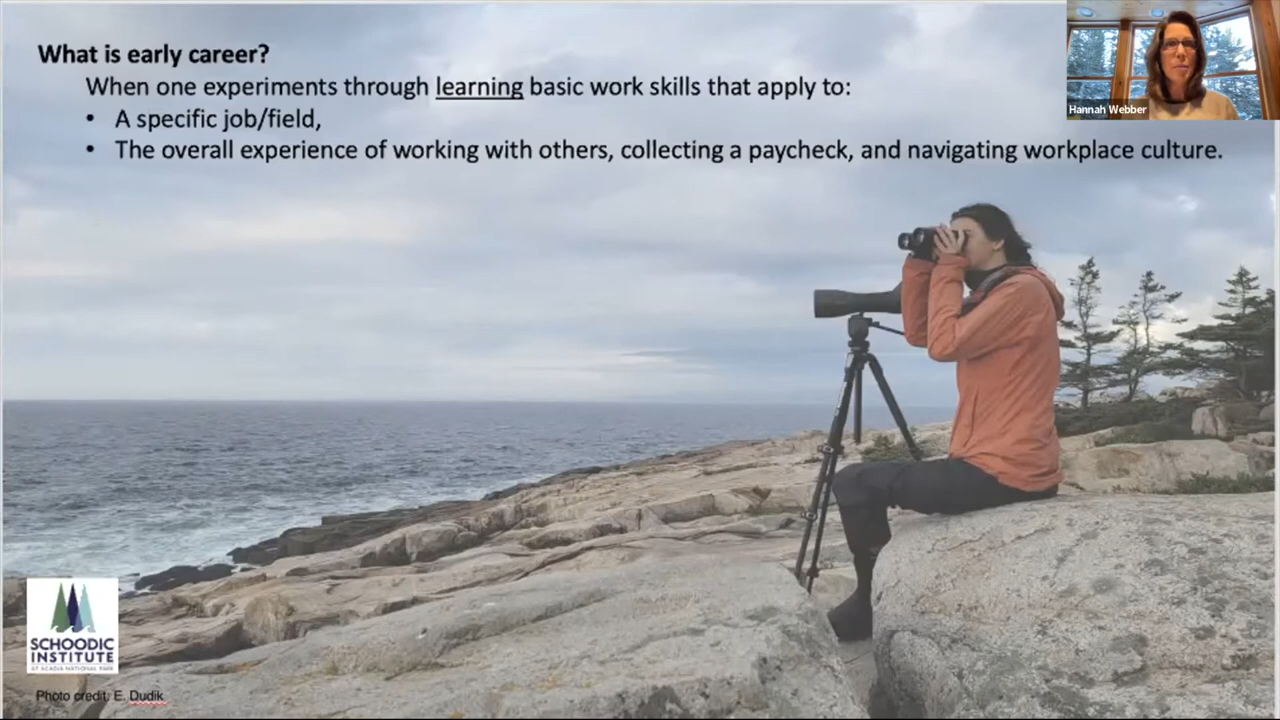 What is early career?
When one experiments through learning basic work skills that apply to:
• A specific job/field,
• The overall experience of working with others, collecting a paycheck, and navigating workplace culture.
Hannah Webber
SCHOODIC
INSTITUTE
AT ACADIA NATIONAL PARK
Photo credit: E. Dudik